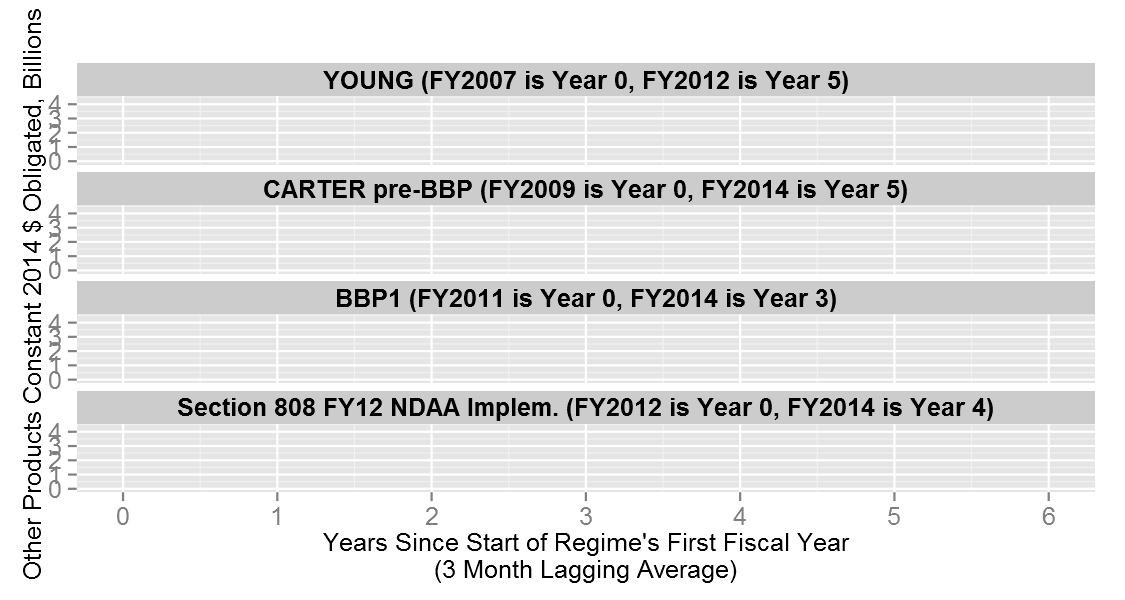 Other Products Constant 2014 $ Obligated, Billions
YOUNG (FY2007 is Year 0, FY2012 is Year 5)
4
3
2
1
0
CARTER pre-BBP (FY2009 is Year 0, FY2014 is Year 5)
4
3
2
1
0
BBP1 (FY2011 is Year 0, FY2014 is Year 3)
4
3
2
1
0
Section 808 FY12 NDAA Implem. (FY2012 is Year 0, FY2014 is Year 4)
4
3
2
1
0
0 1 2 3 4 5 6
Years Since Start of Regime's First Fiscal Year
(3 Month Lagging Average)